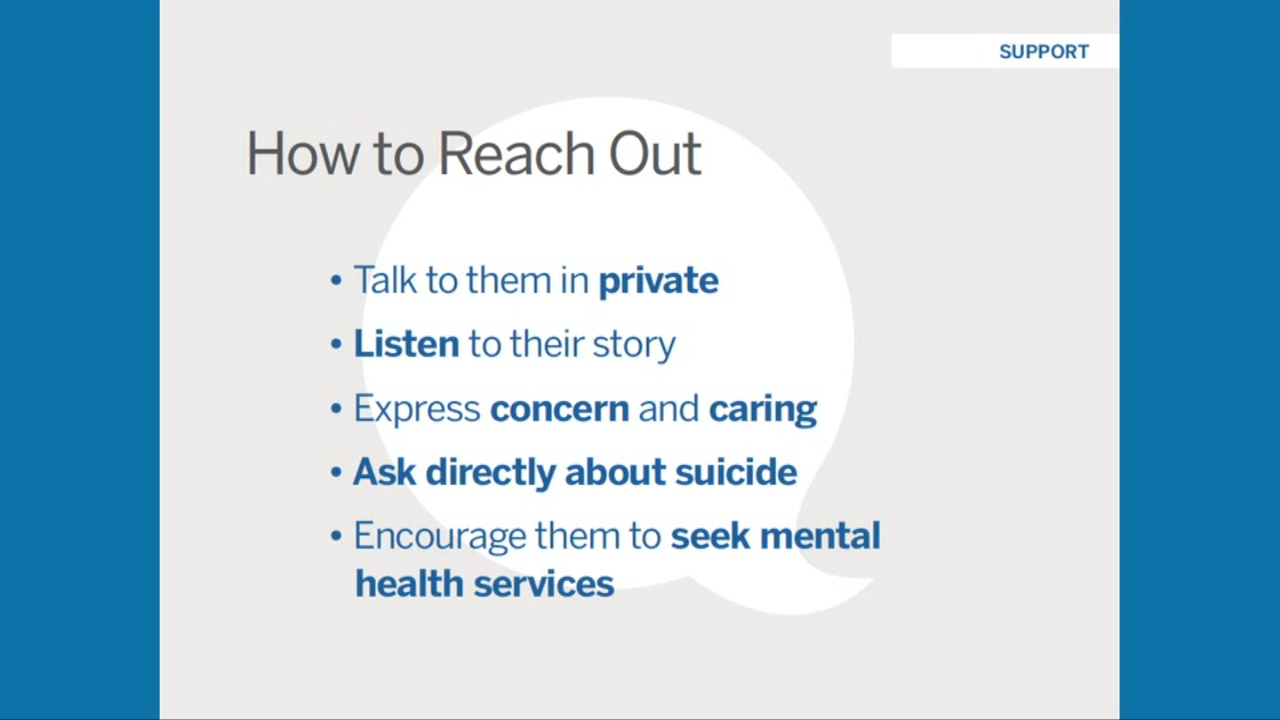 SUPPORT
How to Reach Out
• Talk to them in private
• Listen to their story
• Express concern and caring
• Ask directly about suicide
• Encourage them to seek mental
health services